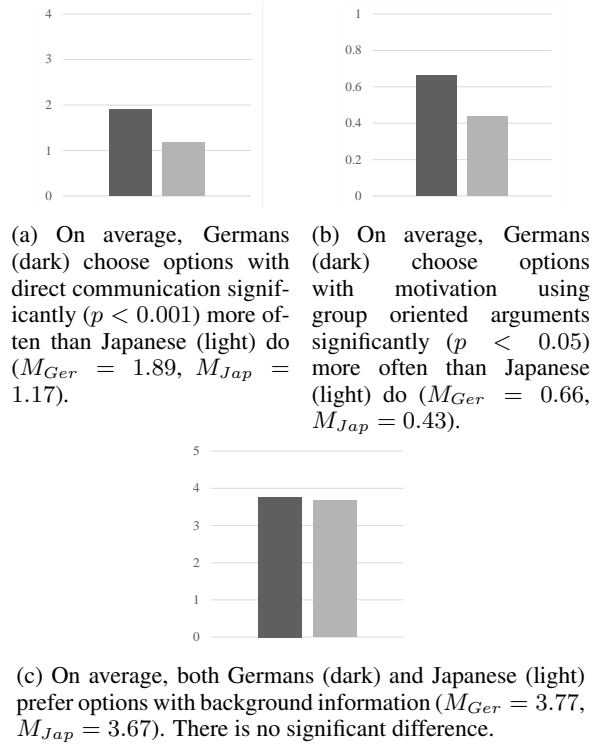 4
3
2
1
0
1
0.8
0.6
0.4
0.2
0
(a) On average, Germans
(dark) choose options with
direct communication signif-
icantly (p < 0.001) more of-
ten than Japanese (light) do
(M_Ger = 1.89, M_Jap =
1.17).
(b) On average, Germans
(dark) choose options
with motivation using
group oriented arguments
significantly (p < 0.05)
more often than Japanese
(light) do (M_Ger = 0.66,
M_Jap = 0.43).
5
4
3
2
1
0
(c) On average, both Germans (dark) and Japanese (light)
prefer options with background information (M_Ger = 3.77,
M_Jap = 3.67). There is no significant difference.